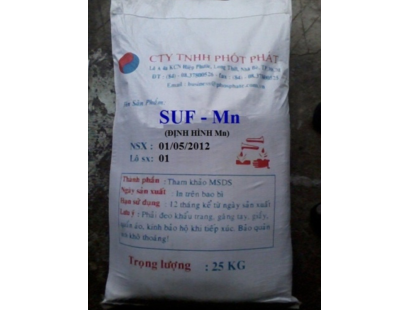 CTY TNHH PHỐT PHÁT
Tên Sản Phẩm:
SUF - Mn
(ĐỊNH HÌNH Mn)
NSX : 01/05/2012
Lô sx: 01
Thành phần : Tham khảo MSDS
Ngày sản xuất : In trên bao bì
Hạn sử dụng : 12 tháng kể từ ngày sản xuất
Lưu ý : Phải đeo khẩu trang, găng tay, giầy,
quần áo, kính bảo hộ khi tiếp xúc. Bảo quản
khô thoáng!
Trọng lượng : 25 KG